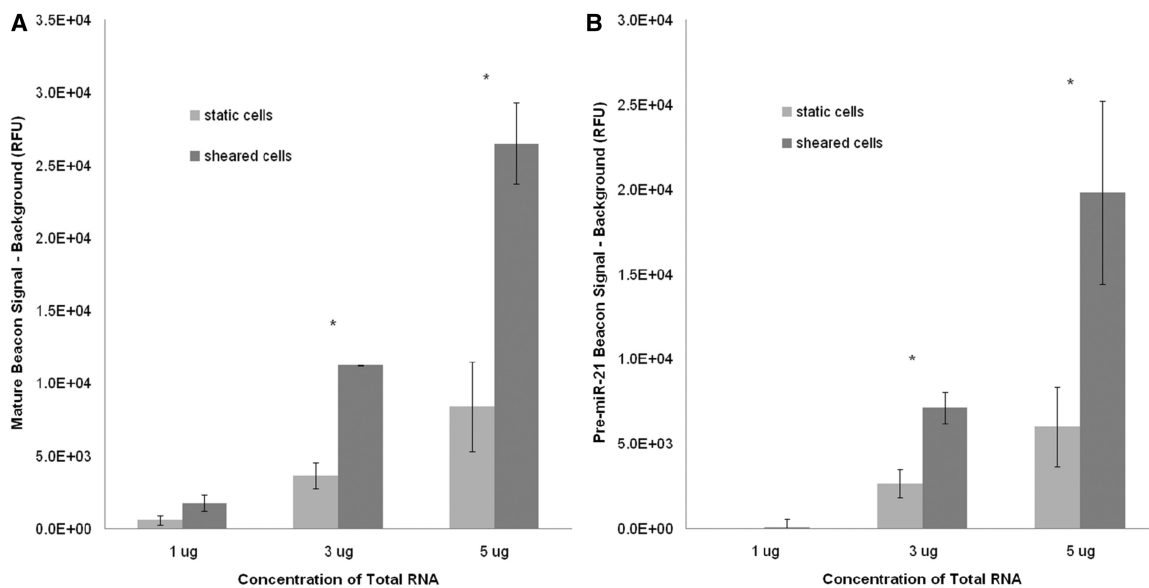 A
Mature Beacon Signal - Background (RFU)
3.5E+04
3.0E+04
2.5E+04
2.0E+04
1.5E+04
1.0E+04
5.0E+03
0.0E+00
static cells
sheared cells
*
*
1 ug
3 ug
5 ug
Concentration of Total RNA
B
Pre-miR-21 Beacon Signal - Background (RFU)
3.0E+04
2.5E+04
2.0E+04
1.5E+04
1.0E+04
5.0E+03
0.0E+00
static cells
sheared cells
*
*
1 ug
3 ug
5 ug
Concentration of Total RNA